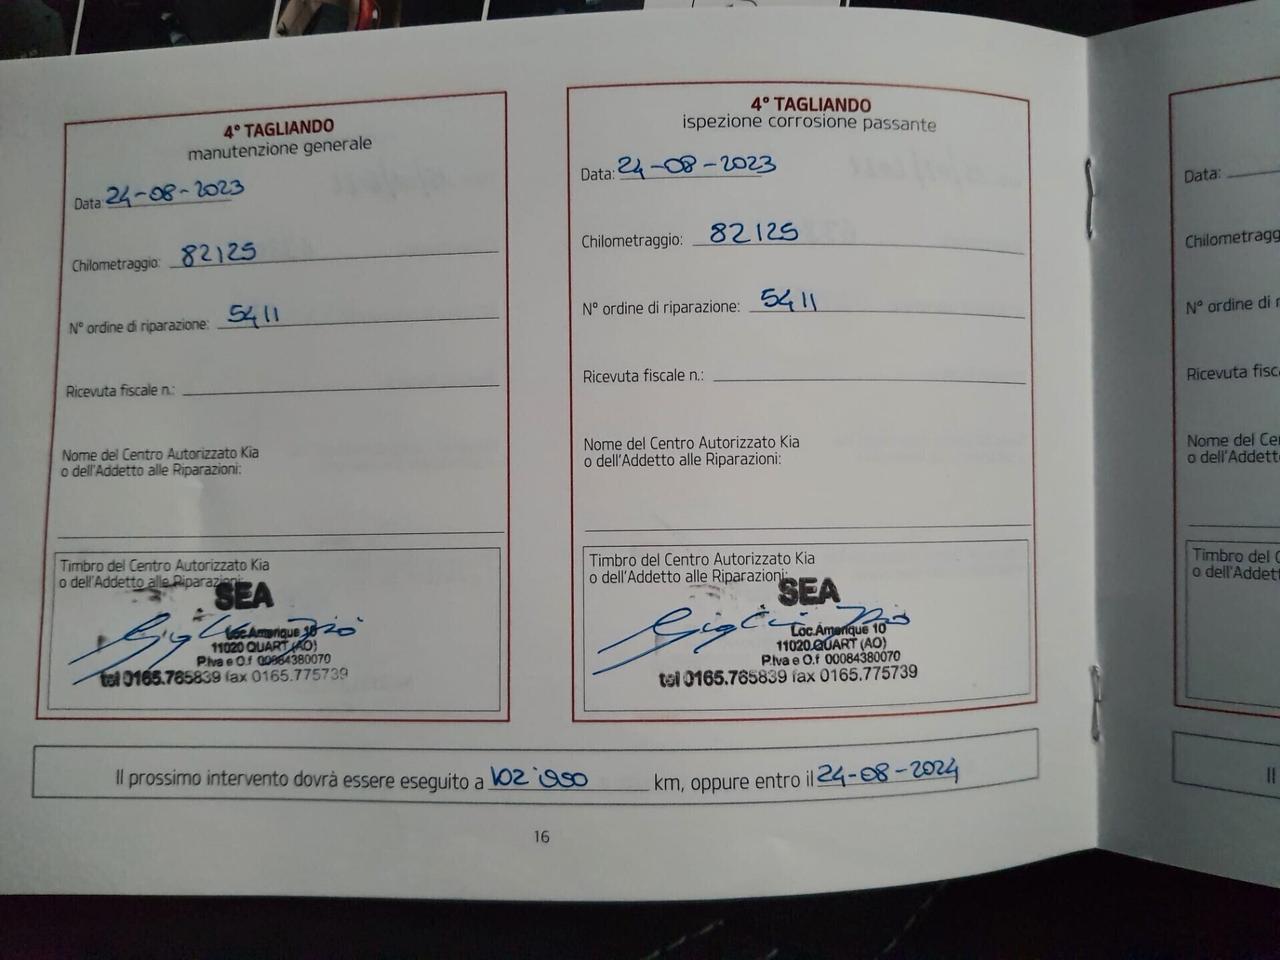 4° TAGLIANDO
manutenzione generale
Data: 24-08-2023
Chilometraggio: 82125
N° ordine di riparazione: 5411
Ricevuta fiscale n.:
Nome del Centro Autorizzato Kia
o dell'Addetto alle Riparazioni:
Timbro del Centro Autorizzato Kia
o dell'Addetto alle Riparazioni:
SEA
Loc.Amerique 10
11020 QUART (AO)
P.Iva e O.f 00084380070
tel 0165.765839 fax 0165.775739
4° TAGLIANDO
ispezione corrosione passante
Data: 24-08-2023
Chilometraggio: 82125
N° ordine di riparazione: 5411
Ricevuta fiscale n.:
Nome del Centro Autorizzato Kia
o dell'Addetto alle Riparazioni:
Timbro del Centro Autorizzato Kia
o dell'Addetto alle Riparazioni:
SEA
Loc.Amerique 10
11020 QUART (AO)
P.Iva e O.f 00084380070
tel 0165.765839 fax 0165.775739
Il prossimo intervento dovrà essere eseguito a km, oppure entro il 24-08-2024
16
Data:
Chilometragg
N° ordine di r
Ricevuta fisc
Nome del Ce
o dell'Addett
Timbro del C
o dell'Addet
Il